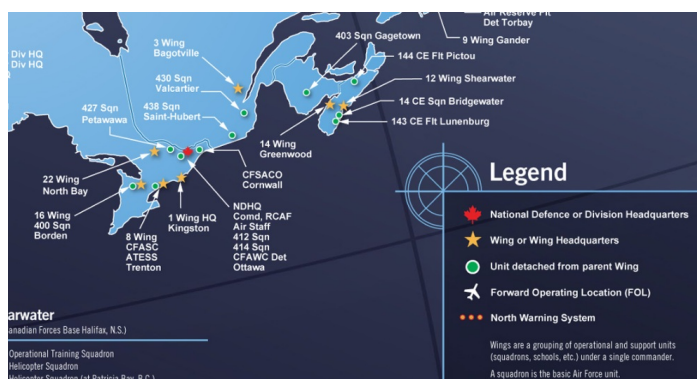 Air Reserve Flt
Det Torbay
9 Wing Gander
403 Sqn Gagetown
144 CE Flt Pictou
12 Wing Shearwater
14 CE Sqn Bridgewater
143 CE Flt Lunenburg
14 Wing
Greenwood
3 Wing
Bagotville
Div HQ
Div HQ
430 Sqn
Valcartier
438 Sqn
Saint-Hubert
427 Sqn
Petawawa
22 Wing
North Bay
CFSACO
Cornwall
16 Wing
400 Sqn
Borden
8 Wing
CFASC
ATESS
Trenton
1 Wing HQ
Kingston
NDHQ
Comd, RCAF
Air Staff
412 Sqn
414 Sqn
CFAWC Det
Ottawa
Legend
National Defence or Division Headquarters
Wing or Wing Headquarters
Unit detached from parent Wing
Forward Operating Location (FOL)
North Warning System
Wings are a grouping of operational and support units
(squadrons, schools, etc.) under a single commander.
A squadron is the basic Air Force unit.
arwater
anadian Forces Base Halifax, N.S.)
Operational Training Squadron
Helicopter Squadron
Helicopter Squadron (at Patricia Bay, B.C.)